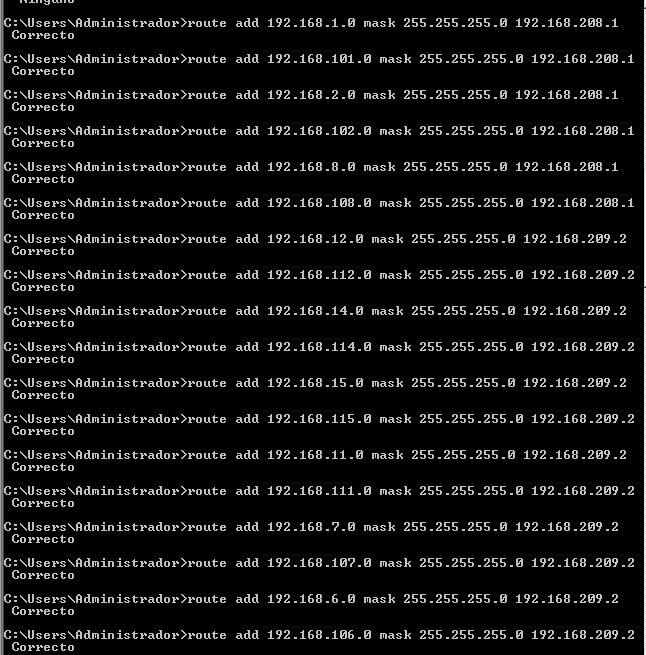 C:\Users\Administrador>route add 192.168.1.0 mask 255.255.255.0 192.168.208.1
Correcto
C:\Users\Administrador>route add 192.168.101.0 mask 255.255.255.0 192.168.208.1
Correcto
C:\Users\Administrador>route add 192.168.2.0 mask 255.255.255.0 192.168.208.1
Correcto
C:\Users\Administrador>route add 192.168.102.0 mask 255.255.255.0 192.168.208.1
Correcto
C:\Users\Administrador>route add 192.168.8.0 mask 255.255.255.0 192.168.208.1
Correcto
C:\Users\Administrador>route add 192.168.108.0 mask 255.255.255.0 192.168.208.1
Correcto
C:\Users\Administrador>route add 192.168.12.0 mask 255.255.255.0 192.168.209.2
Correcto
C:\Users\Administrador>route add 192.168.112.0 mask 255.255.255.0 192.168.209.2
Correcto
C:\Users\Administrador>route add 192.168.14.0 mask 255.255.255.0 192.168.209.2
Correcto
C:\Users\Administrador>route add 192.168.114.0 mask 255.255.255.0 192.168.209.2
Correcto
C:\Users\Administrador>route add 192.168.15.0 mask 255.255.255.0 192.168.209.2
Correcto
C:\Users\Administrador>route add 192.168.115.0 mask 255.255.255.0 192.168.209.2
Correcto
C:\Users\Administrador>route add 192.168.11.0 mask 255.255.255.0 192.168.209.2
Correcto
C:\Users\Administrador>route add 192.168.111.0 mask 255.255.255.0 192.168.209.2
Correcto
C:\Users\Administrador>route add 192.168.7.0 mask 255.255.255.0 192.168.209.2
Correcto
C:\Users\Administrador>route add 192.168.107.0 mask 255.255.255.0 192.168.209.2
Correcto
C:\Users\Administrador>route add 192.168.6.0 mask 255.255.255.0 192.168.209.2
Correcto
C:\Users\Administrador>route add 192.168.106.0 mask 255.255.255.0 192.168.209.2
Correcto